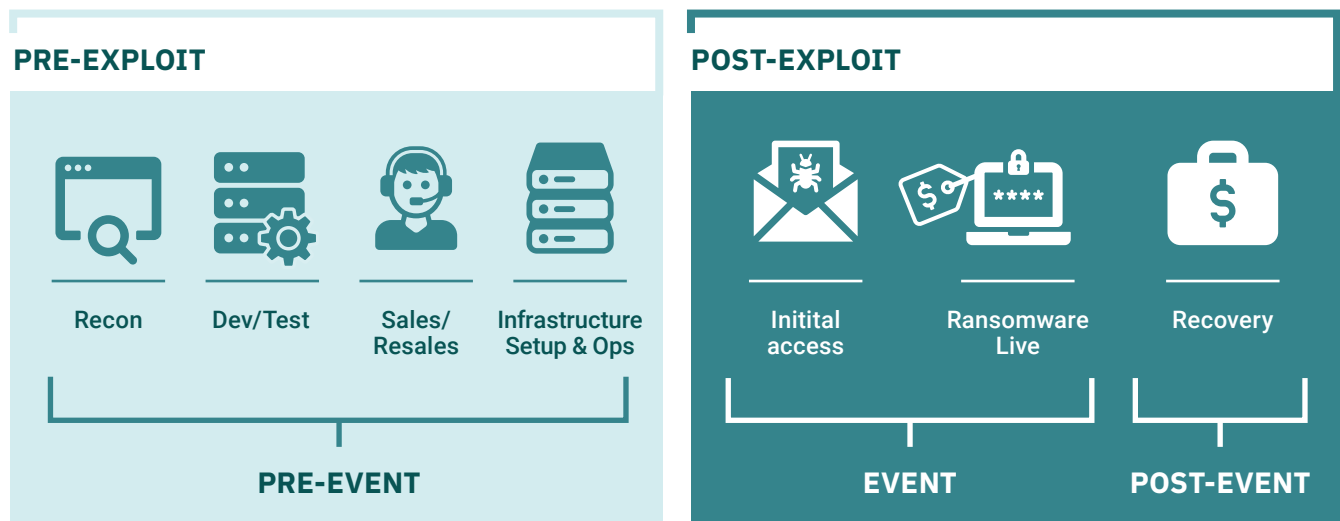 PRE-EXPLOIT
Recon
Dev/Test
Sales/
Resales
Infrastructure
Setup & Ops
PRE-EVENT
POST-EXPLOIT
$
****
$
Initital
access
Ransomware
Live
Recovery
EVENT
POST-EVENT